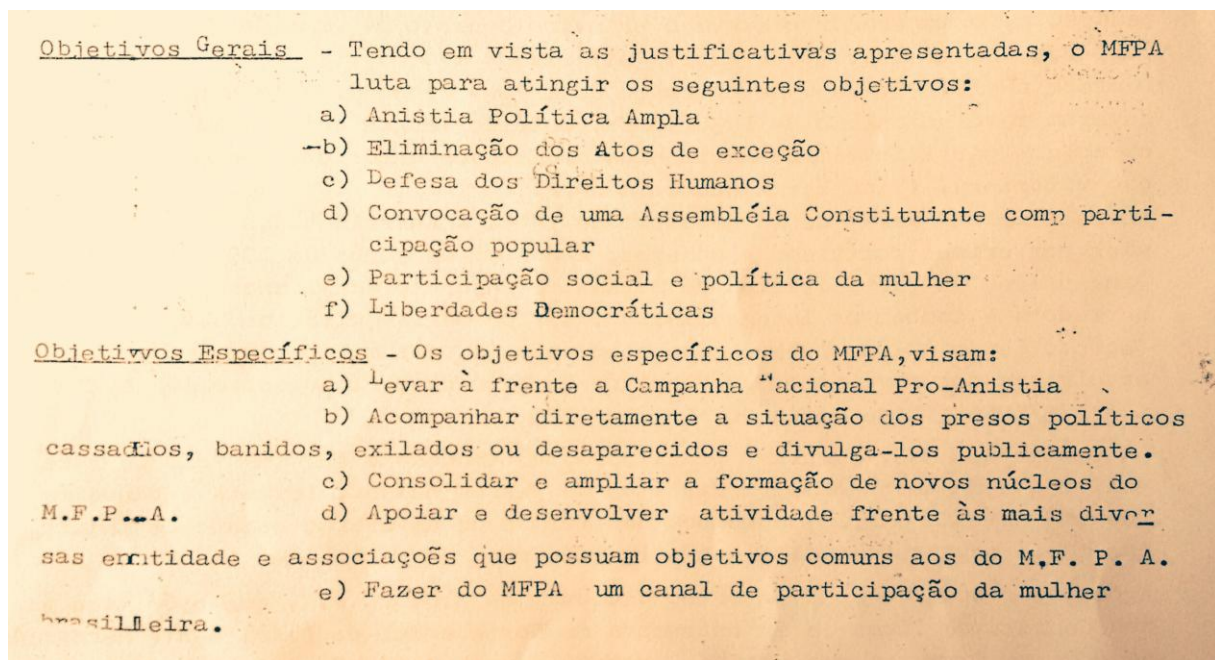 Objetivos Gerais - Tendo em vista as justificativas apresentadas, o MFPA
luta para atingir os seguintes objetivos:
a) Anistia Política Ampla
-b) Eliminação dos Atos de exceção
c) Defesa dos Direitos Humanos
d) Convocação de uma Assembléia Constituinte comp parti-
cipação popular
e) Participação social e política da mulher
f) Liberdades Democráticas
Objetivvos Específicos - Os objetivos específicos do MFPA,visam:
a) Levar à frente a Campanha Nacional Pro-Anistia
b) Acompanhar diretamente a situação dos presos políticos
banidos, exilados ou desaparecidos e divulga-los publicamente.
c) Consolidar e ampliar a formação de novos núcleos do
M.F.P...A. d) Apoiar e desenvolver atividade frente às mais diver
sas e associaçoẽs que possuam objetivos comuns aos do M.F. P. A.
e) Fazer do MFPA um canal de participação da mulher